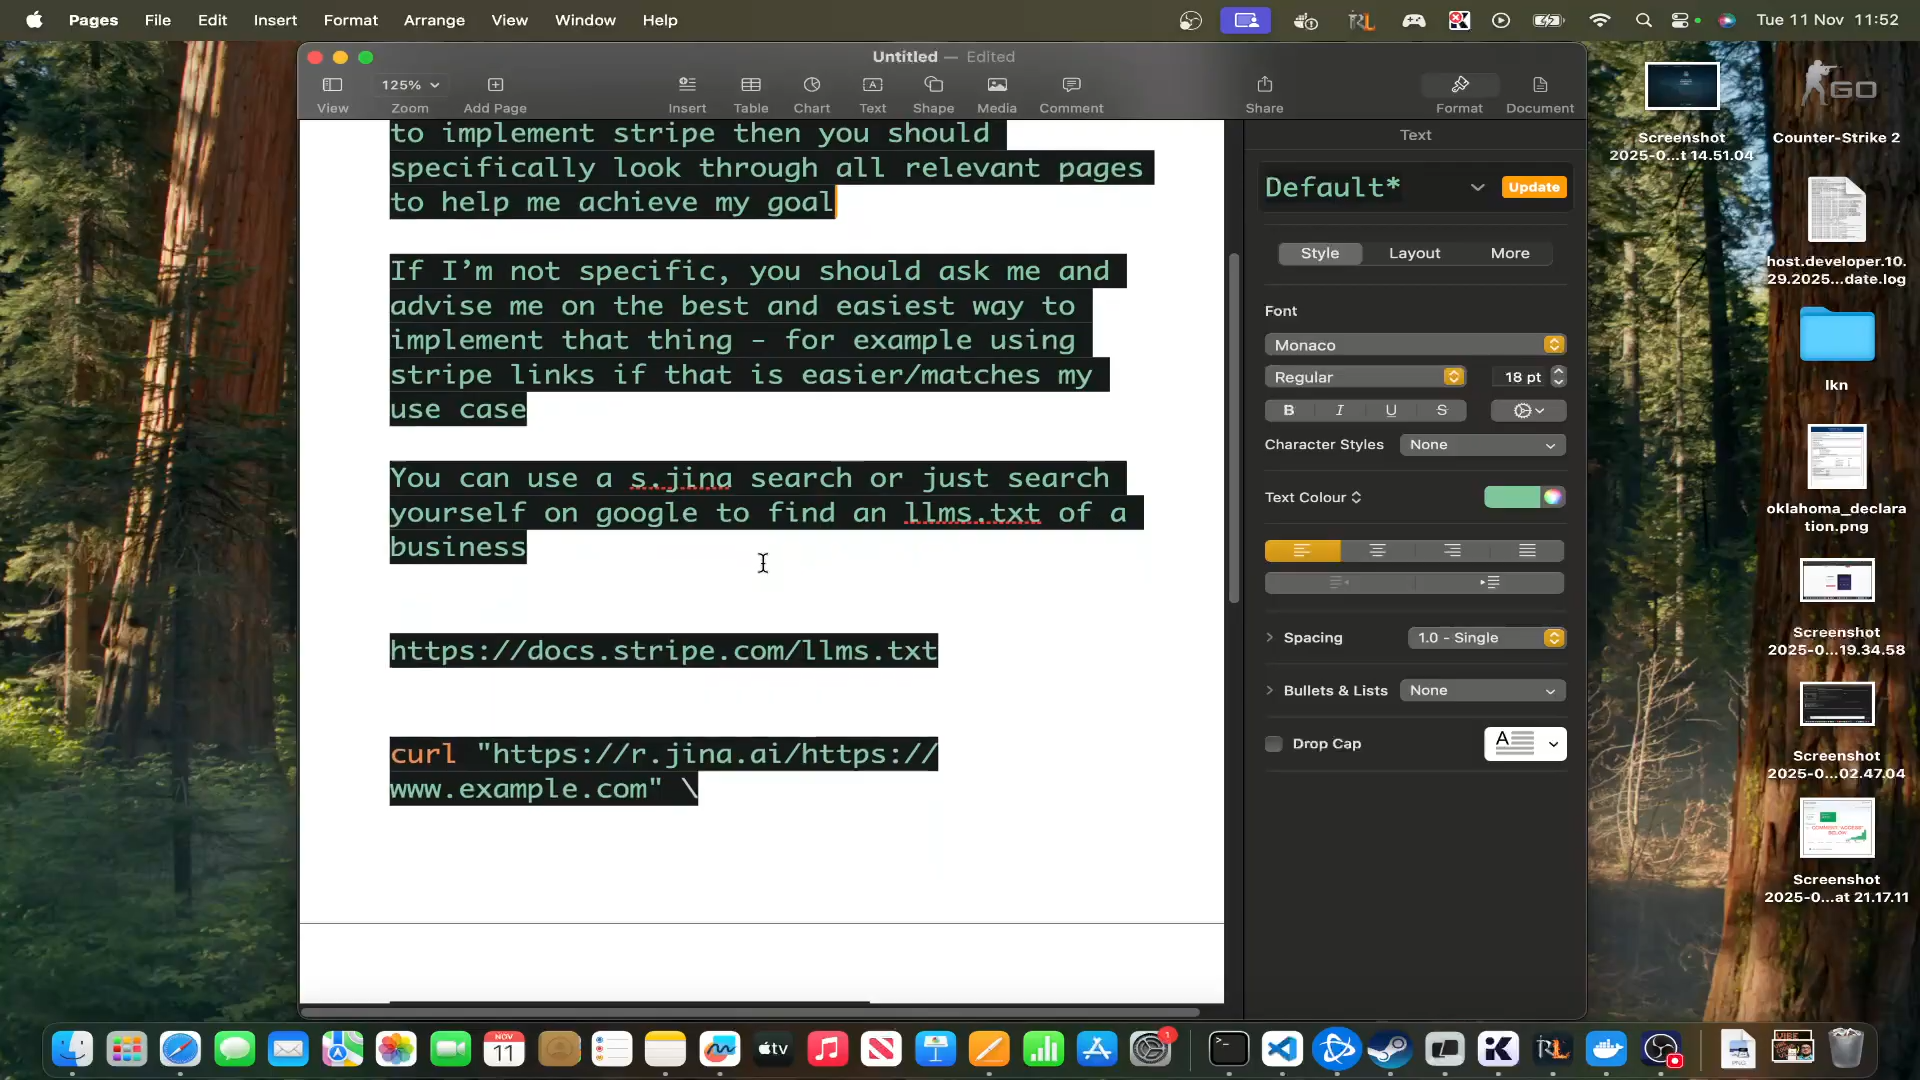 Pages File Edit Insert Format Arrange View Window Help
Tue 11 Nov 11:52
Untitled — Edited
125%
View Zoom Add Page Insert Table Chart Text Shape Media Comment Share Format Document
to implement stripe then you should
specifically look through all relevant pages
to help me achieve my goal
If I’m not specific, you should ask me and
advise me on the best and easiest way to
implement that thing - for example using
stripe links if that is easier/matches my
use case
You can use a s.jina search or just search
yourself on google to find an llms.txt of a
business
https://docs.stripe.com/llms.txt
curl "https://r.jina.ai/https://
www.example.com" \
Text
Default*
Update
Style Layout More
Font
Monaco
Regular 18 pt
B I U S
Character Styles None
Text Colour
Spacing 1.0 - Single
Bullets & Lists None
Drop Cap
A
GO
Screenshot
2025-0...t 14.51.04
Counter-Strike 2
host.developer.10.
29.2025...date.log
lkn
oklahoma_declara
tion.png
Screenshot
2025-0...19.34.58
Screenshot
2025-0...02.47.04
Screenshot
2025-0...at 21.17.11
NOV
11
tv
1
PNG